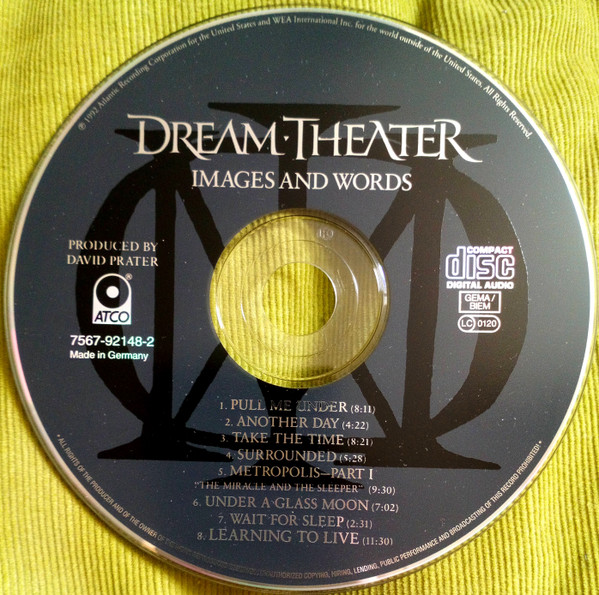 ℗ 1992 Atlantic Recording Corporation for the United States and WEA International Inc. for the world outside of the United States. All Rights Reserved.
DREAM·THEATER
IMAGES AND WORDS
PRODUCED BY
DAVID PRATER
®
ATCO
7567-92148-2
Made in Germany
COMPACT
disc
DIGITAL AUDIO
GEMA/
BIEM
LC 0120
1. PULL ME UNDER (8:11)
2. ANOTHER DAY (4:22)
3. TAKE THE TIME (8:21)
4. SURROUNDED (5:28)
5. METROPOLIS—PART I
"THE MIRACLE AND THE SLEEPER" (9:30)
6. UNDER A GLASS MOON (7:02)
7. WAIT FOR SLEEP (2:31)
8. LEARNING TO LIVE (11:30)
• ALL RIGHTS OF THE PRODUCER AND OF THE OWNER OF COPYING, HIRING, LENDING, PUBLIC PERFORMANCE AND BROADCASTING OF THIS RECORD PROHIBITED! •